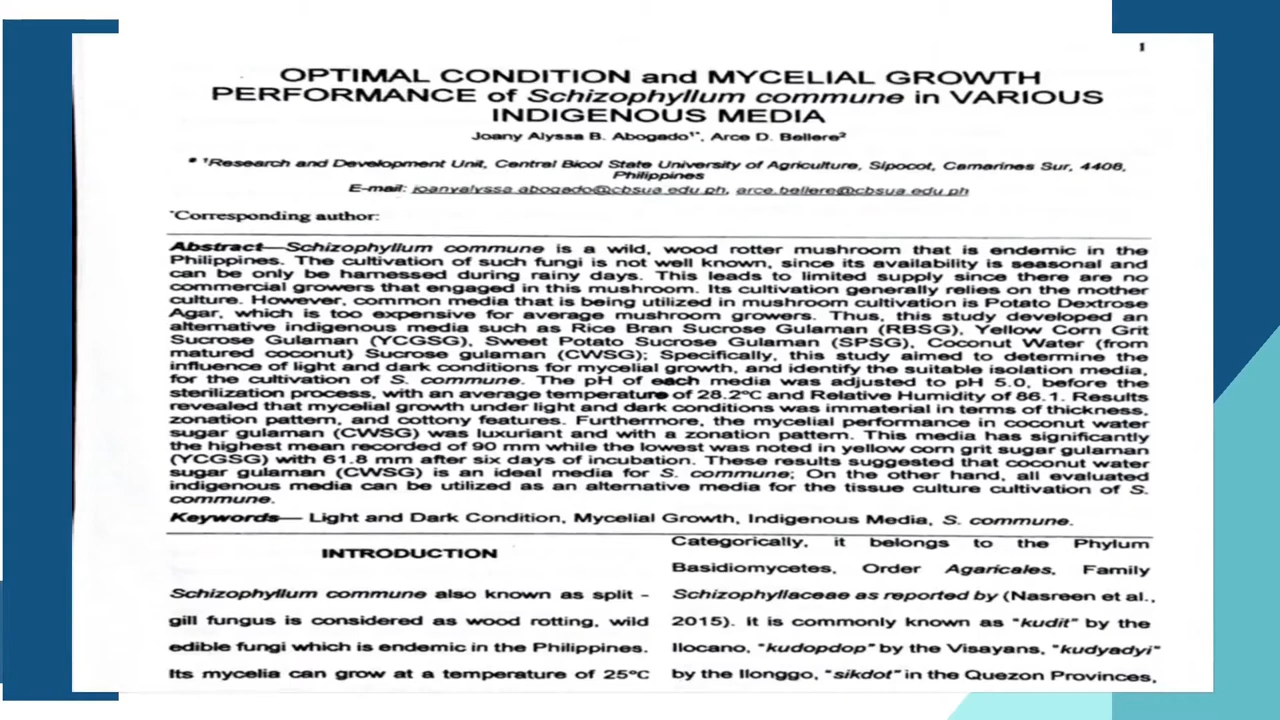 1
OPTIMAL CONDITION and MYCELIAL GROWTH
PERFORMANCE of Schizophyllum commune in VARIOUS
INDIGENOUS MEDIA
Joany Alyssa B. Abogado¹*, Arce D. Bellere²
* ¹Research and Development Unit, Central Bicol State University of Agriculture, Sipocot, Camarines Sur, 4408,
Philippines
E-mail: joanyalyssa.abogado@cbsua.edu.ph, arce.bellere@cbsua.edu.ph
*Corresponding author:
Abstract—Schizophyllum commune is a wild, wood rotter mushroom that is endemic in the
Philippines. The cultivation of such fungi is not well known, since its availability is seasonal and
can be only be harnessed during rainy days. This leads to limited supply since there are no
commercial growers that engaged in this mushroom. Its cultivation generally relies on the mother
culture. However, common media that is being utilized in mushroom cultivation is Potato Dextrose
Agar, which is too expensive for average mushroom growers. Thus, this study developed an
alternative indigenous media such as Rice Bran Sucrose Gulaman (RBSG), Yellow Corn Grit
Sucrose Gulaman (YCGSG), Sweet Potato Sucrose Gulaman (SPSG), Coconut Water (from
matured coconut) Sucrose gulaman (CWSG); Specifically, this study aimed to determine the
influence of light and dark conditions for mycelial growth, and identify the suitable isolation media,
for the cultivation of S. commune. The pH of each media was adjusted to pH 5.0, before the
sterilization process, with an average temperature of 28.2ºC and Relative Humidity of 86.1. Results
revealed that mycelial growth under light and dark conditions was immaterial in terms of thickness,
zonation pattern, and cottony features. Furthermore, the mycelial performance in coconut water
sugar gulaman (CWSG) was luxuriant and with a zonation pattern. This media has significantly
the highest mean recorded of 90 mm while the lowest was noted in yellow corn grit sugar gulaman
(YCGSG) with 61.8 mm after six days of incubation. These results suggested that coconut water
sugar gulaman (CWSG) is an ideal media for S. commune; On the other hand, all evaluated
indigenous media can be utilized as an alternative media for the tissue culture cultivation of S.
commune.
Keywords— Light and Dark Condition, Mycelial Growth, Indigenous Media, S. commune.
INTRODUCTION
Schizophyllum commune also known as split -
gill fungus is considered as wood rotting, wild
edible fungi which is endemic in the Philippines.
Its mycelia can grow at a temperature of 25ºC
Categorically, it belongs to the Phylum
Basidiomycetes, Order Agaricales, Family
Schizophyllaceae as reported by (Nasreen et al.,
2015). It is commonly known as "kudit" by the
Ilocano, "kudopdop" by the Visayans, "kudyadyi"
by the Ilonggo, "sikdot" in the Quezon Provinces,